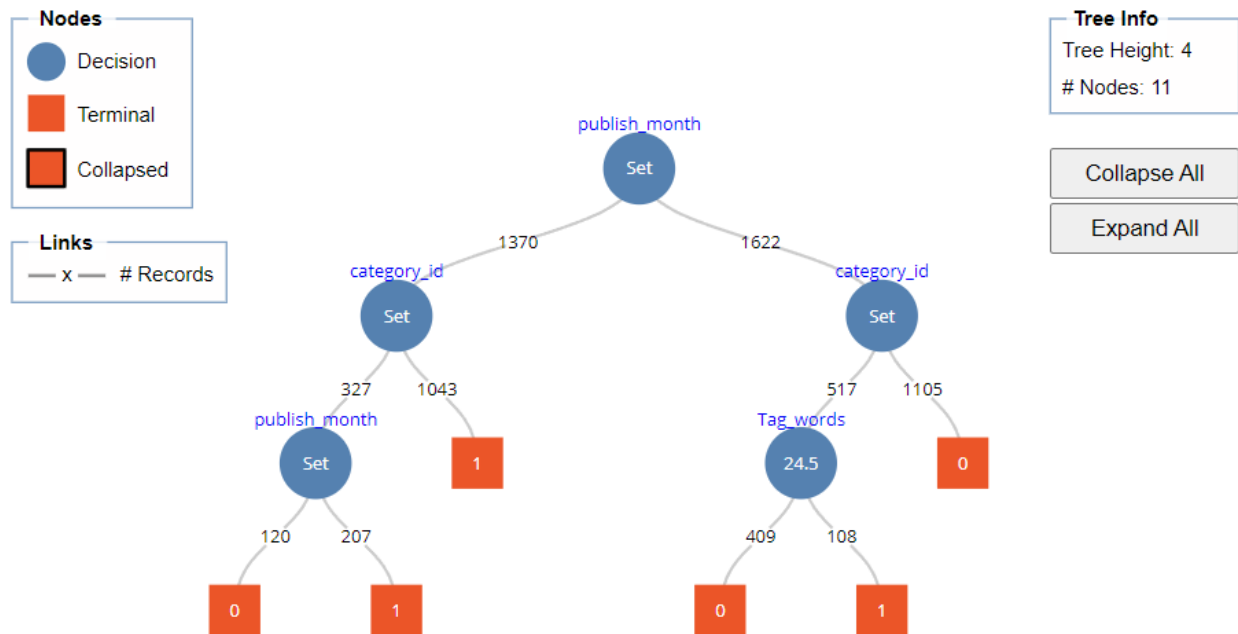 Nodes
Decision
Terminal
Collapsed
Links
x # Records
Tree Info
Tree Height: 4
# Nodes: 11
Collapse All
Expand All
publish_month
Set
1370 1622
category_id category_id
Set Set
327 1043 517 1105
publish_month Tag_words
Set 1 24.5 0
120 207 409 108
0 1 0 1